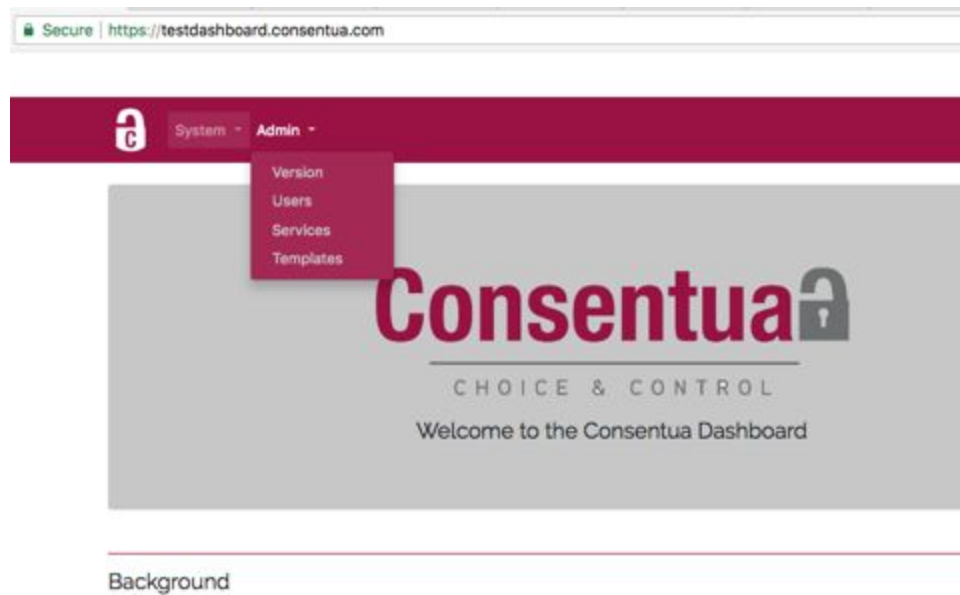 Secure | https://testdashboard.consentua.com
C System Admin
Version
Users
Services
Templates
Consentua
CHOICE & CONTROL
Welcome to the Consentua Dashboard
Background